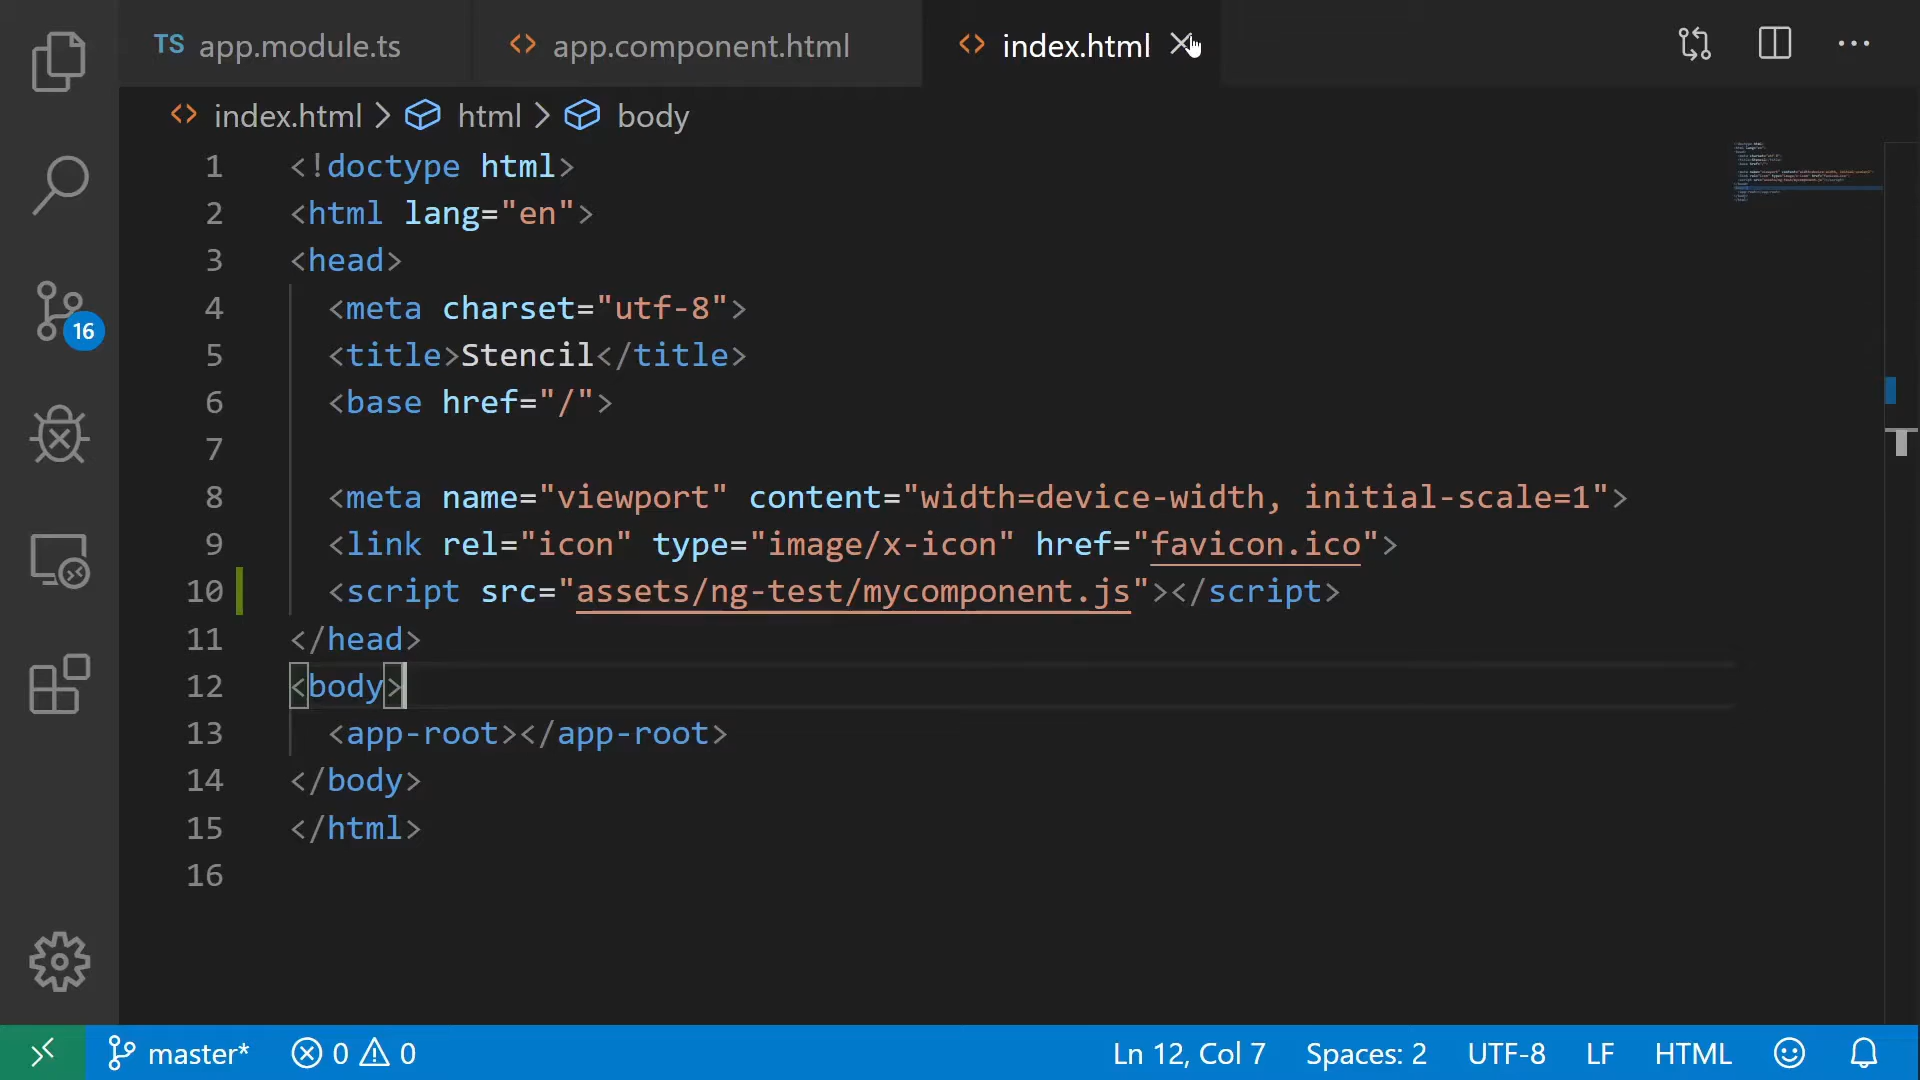 TS app.module.ts <> app.component.html <> index.html
<> index.html > html > body
1 <!doctype html>
2 <html lang="en">
3 <head>
4 <meta charset="utf-8">
5 <title>Stencil</title>
6 <base href="/">
7
8 <meta name="viewport" content="width=device-width, initial-scale=1">
9 <link rel="icon" type="image/x-icon" href="favicon.ico">
10 <script src="assets/ng-test/mycomponent.js"></script>
11 </head>
12 <body>
13 <app-root></app-root>
14 </body>
15 </html>
16
16
master* 0 0 Ln 12, Col 7 Spaces: 2 UTF-8 LF HTML